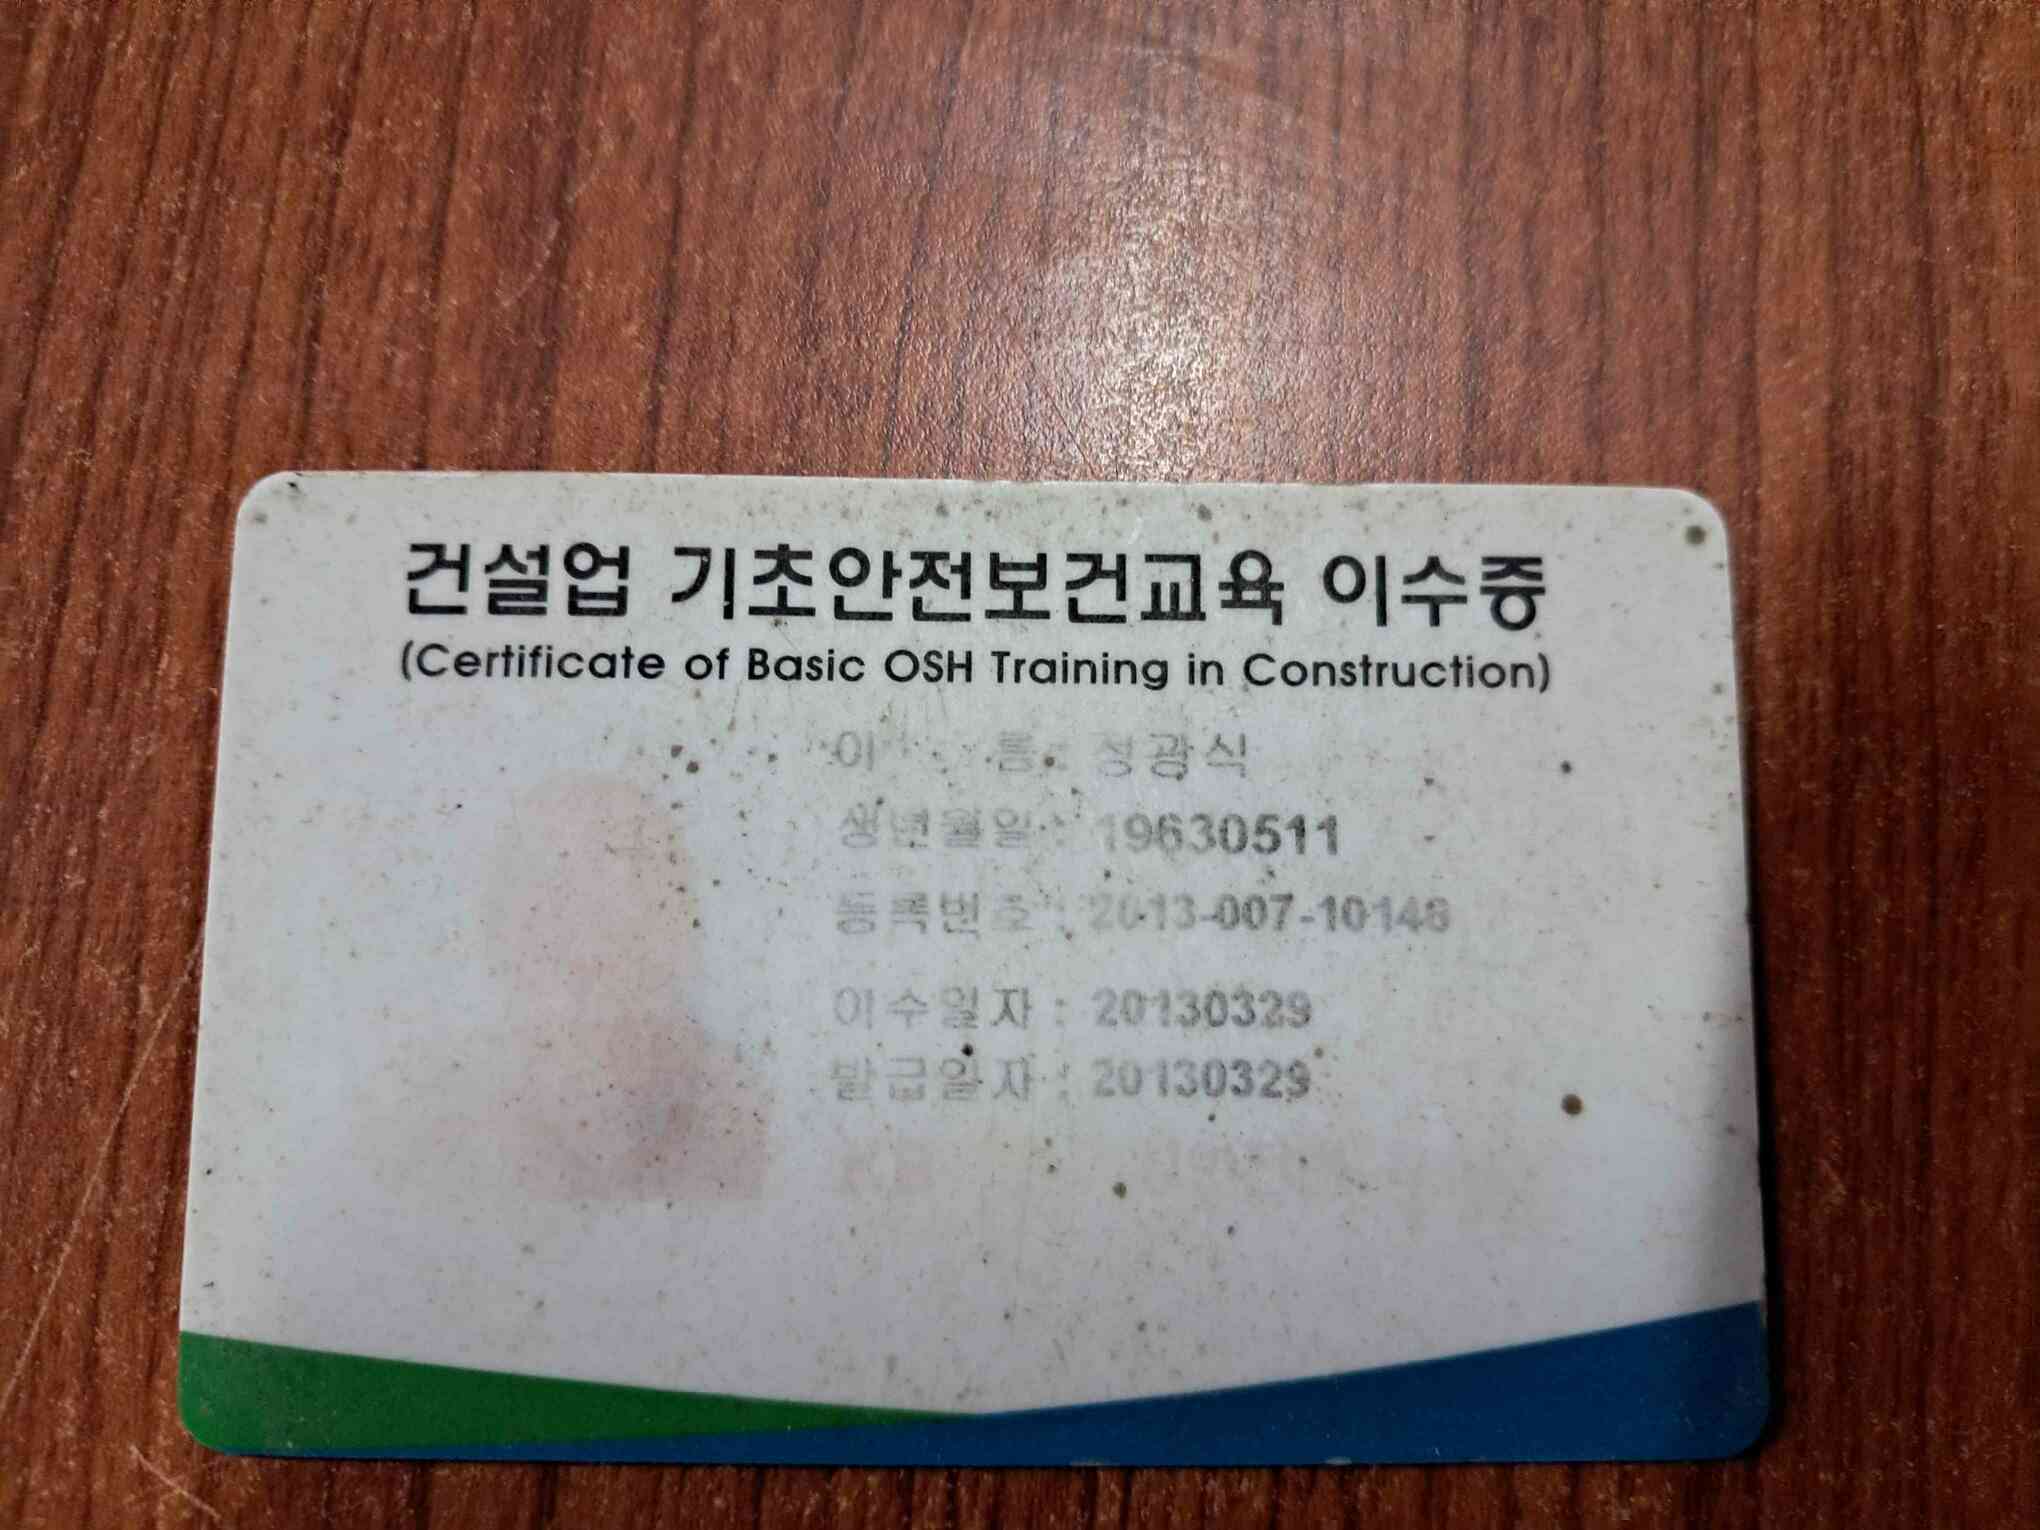 건설업 기초안전보건교육 이수증
(Certificate of Basic OSH Training in Construction)
이 름 : 정광식
생년월일 : 19630511
등록번호 : 2013-007-10148
이수일자 : 20130329
발급일자 : 20130329